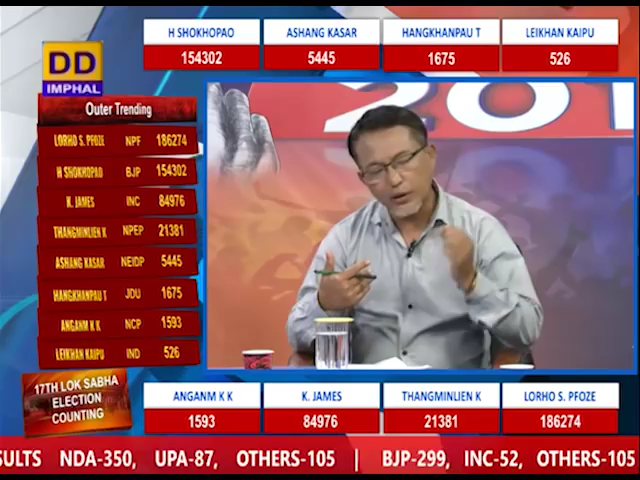 H SHOKHOPAO
154302
ASHANG KASAR
5445
HANGKHANPAU T
1675
LEIKHAN KAIPU
526
DD
IMPHAL
Outer Trending
LORHO S. PFOZE NPF 186274
H SHOKHOPAO BJP 154302
K. JAMES INC 84976
THANGMINLIEN K NPEP 21381
ASHANG KASAR NEIDP 5445
HANGKHANPAU T JDU 1675
ANGAM K K NCP 1593
LEIKHAN KAIPU IND 526
17TH LOK SABHA
ELECTION
COUNTING
ANGANM K K
1593
K. JAMES
84976
THANGMINLIEN K
21381
LORHO S. PFOZE
186274
SULTS NDA-350, UPA-87, OTHERS-105 | BJP-299, INC-52, OTHERS-105